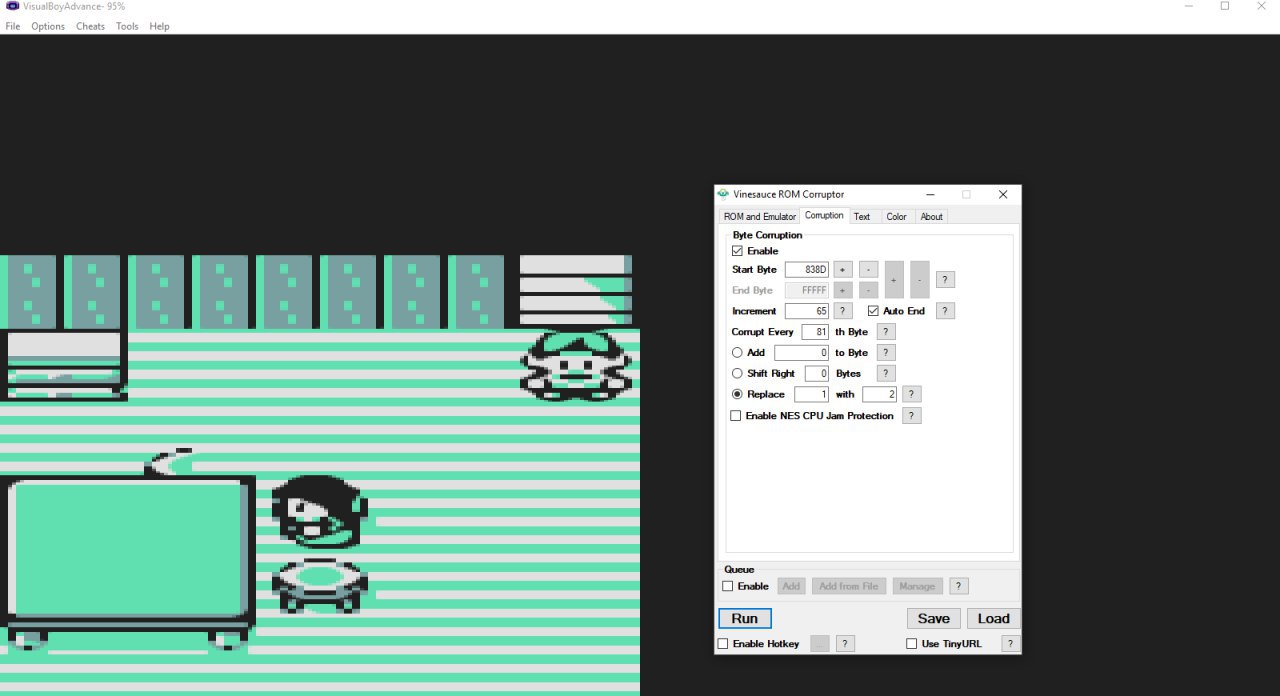 VisualBoyAdvance- 95%
File Options Cheats Tools Help
Vinesauce ROM Corruptor
ROM and Emulator Corruption Text Color About
Byte Corruption
Enable
Start Byte 838D + - + - ?
End Byte FFFFF + -
Increment 65 ? Auto End ?
Corrupt Every 81 th Byte ?
Add 0 to Byte ?
Shift Right 0 Bytes ?
Replace 1 with 2 ?
Enable NES CPU Jam Protection ?
Queue
Enable Add Add from File Manage ?
Run Save Load
Enable Hotkey ... ? Use TinyURL ?